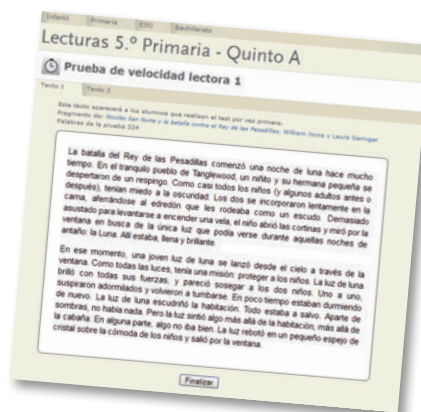 Infantil Primaria ESO Bachillerato
Lecturas 5.º Primaria - Quinto A
Prueba de velocidad lectora 1
Texto 1 Texto 2
Este texto aparecerá a los alumnos que realizan el test por vez primera.
Fragmento de: Nicolás San Norte y la batalla contra el Rey de las Pesadillas, William Joyce y Laura Geringer
Palabras de la prueba 224
La batalla del Rey de las Pesadillas comenzó una noche de luna hace mucho
tiempo. En el tranquilo pueblo de Tanglewood, un niñito y su hermana pequeña se
despertaron de un respingo. Como casi todos los niños (y algunos adultos antes o
después), tenían miedo a la oscuridad. Los dos se incorporaron lentamente en la
cama, aferrándose al edredón que les rodeaba como un escudo. Demasiado
asustado para levantarse a encender una vela, el niño abrió las cortinas y miró por la
ventana en busca de la única luz que podía verse durante aquellas noches de
antaño: la Luna. Allí estaba, llena y brillante.
En ese momento, una joven luz de luna se lanzó desde el cielo a través de la
ventana. Como todas las luces, tenía una misión: proteger a los niños. La luz de luna
brilló con todas sus fuerzas, y pareció sosegar a los dos niños. Uno a uno,
suspiraron adormilados y volvieron a tumbarse. En poco tiempo estaban durmiendo
de nuevo. La luz de luna escudriñó la habitación. Todo estaba a salvo. Aparte de
sombras, no había nada. Pero la luz sintió algo más allá de la habitación, más allá de
la cabaña. En alguna parte, algo no iba bien. La luz rebotó en un pequeño espejo de
cristal sobre la cómoda de los niños y salió por la ventana.
Finalizar